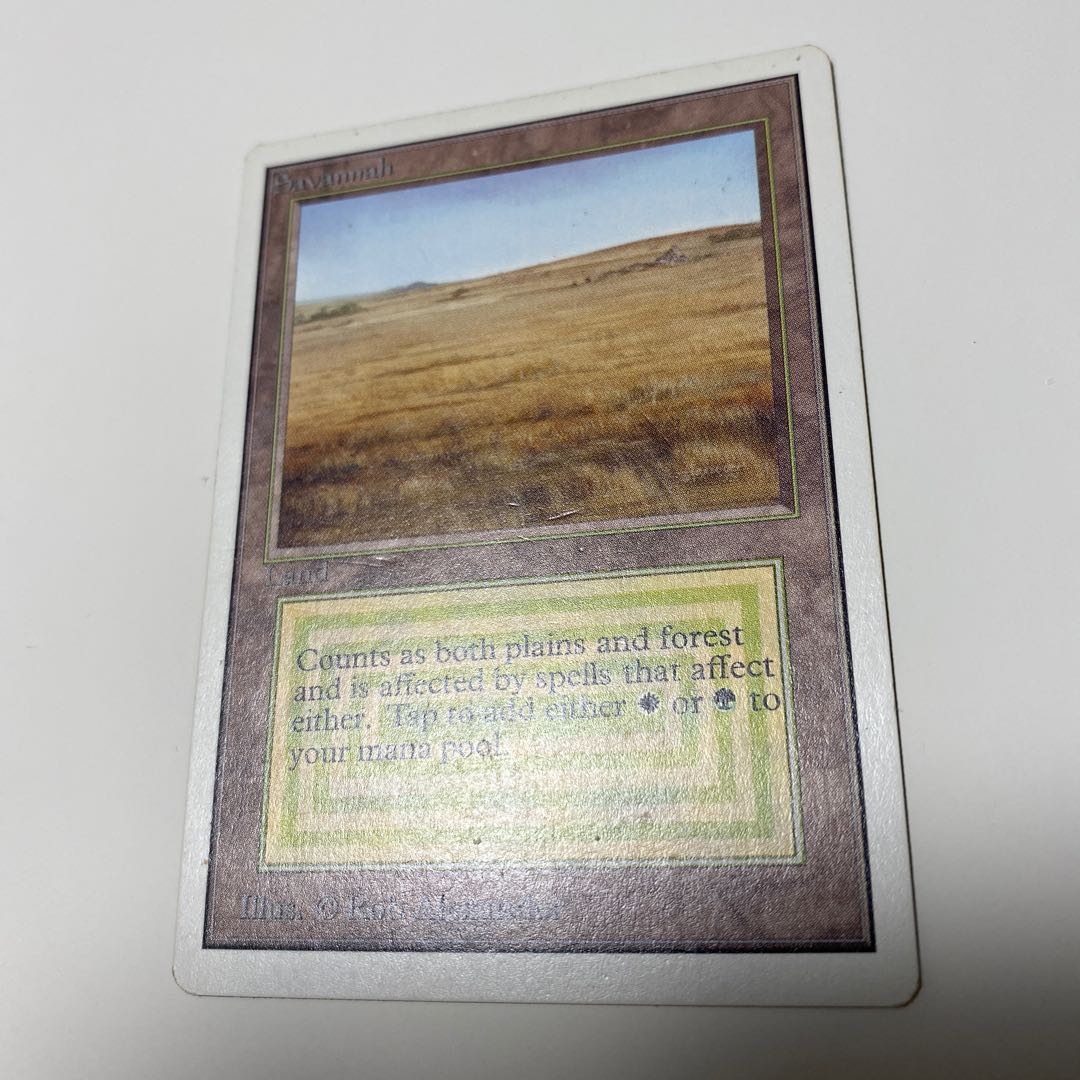 Savannah
Land
Counts as both plains and forest
and is affected by spells that affect
either. Tap to add either or to
your mana pool.
Illus. © Rob Alexander